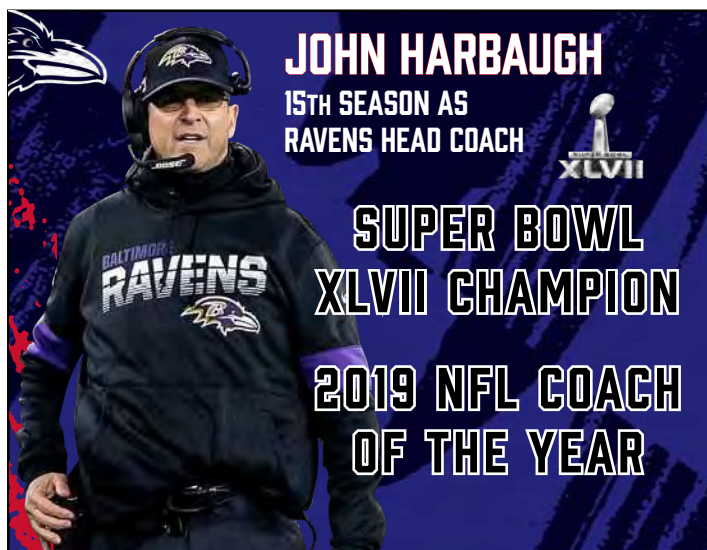 JOHN HARBAUGH
15TH SEASON AS
RAVENS HEAD COACH
SUPER BOWL
XLVII
SUPER BOWL
XLVII CHAMPION
2019 NFL COACH
OF THE YEAR
BOSE
BALTIMORE
RAVENS